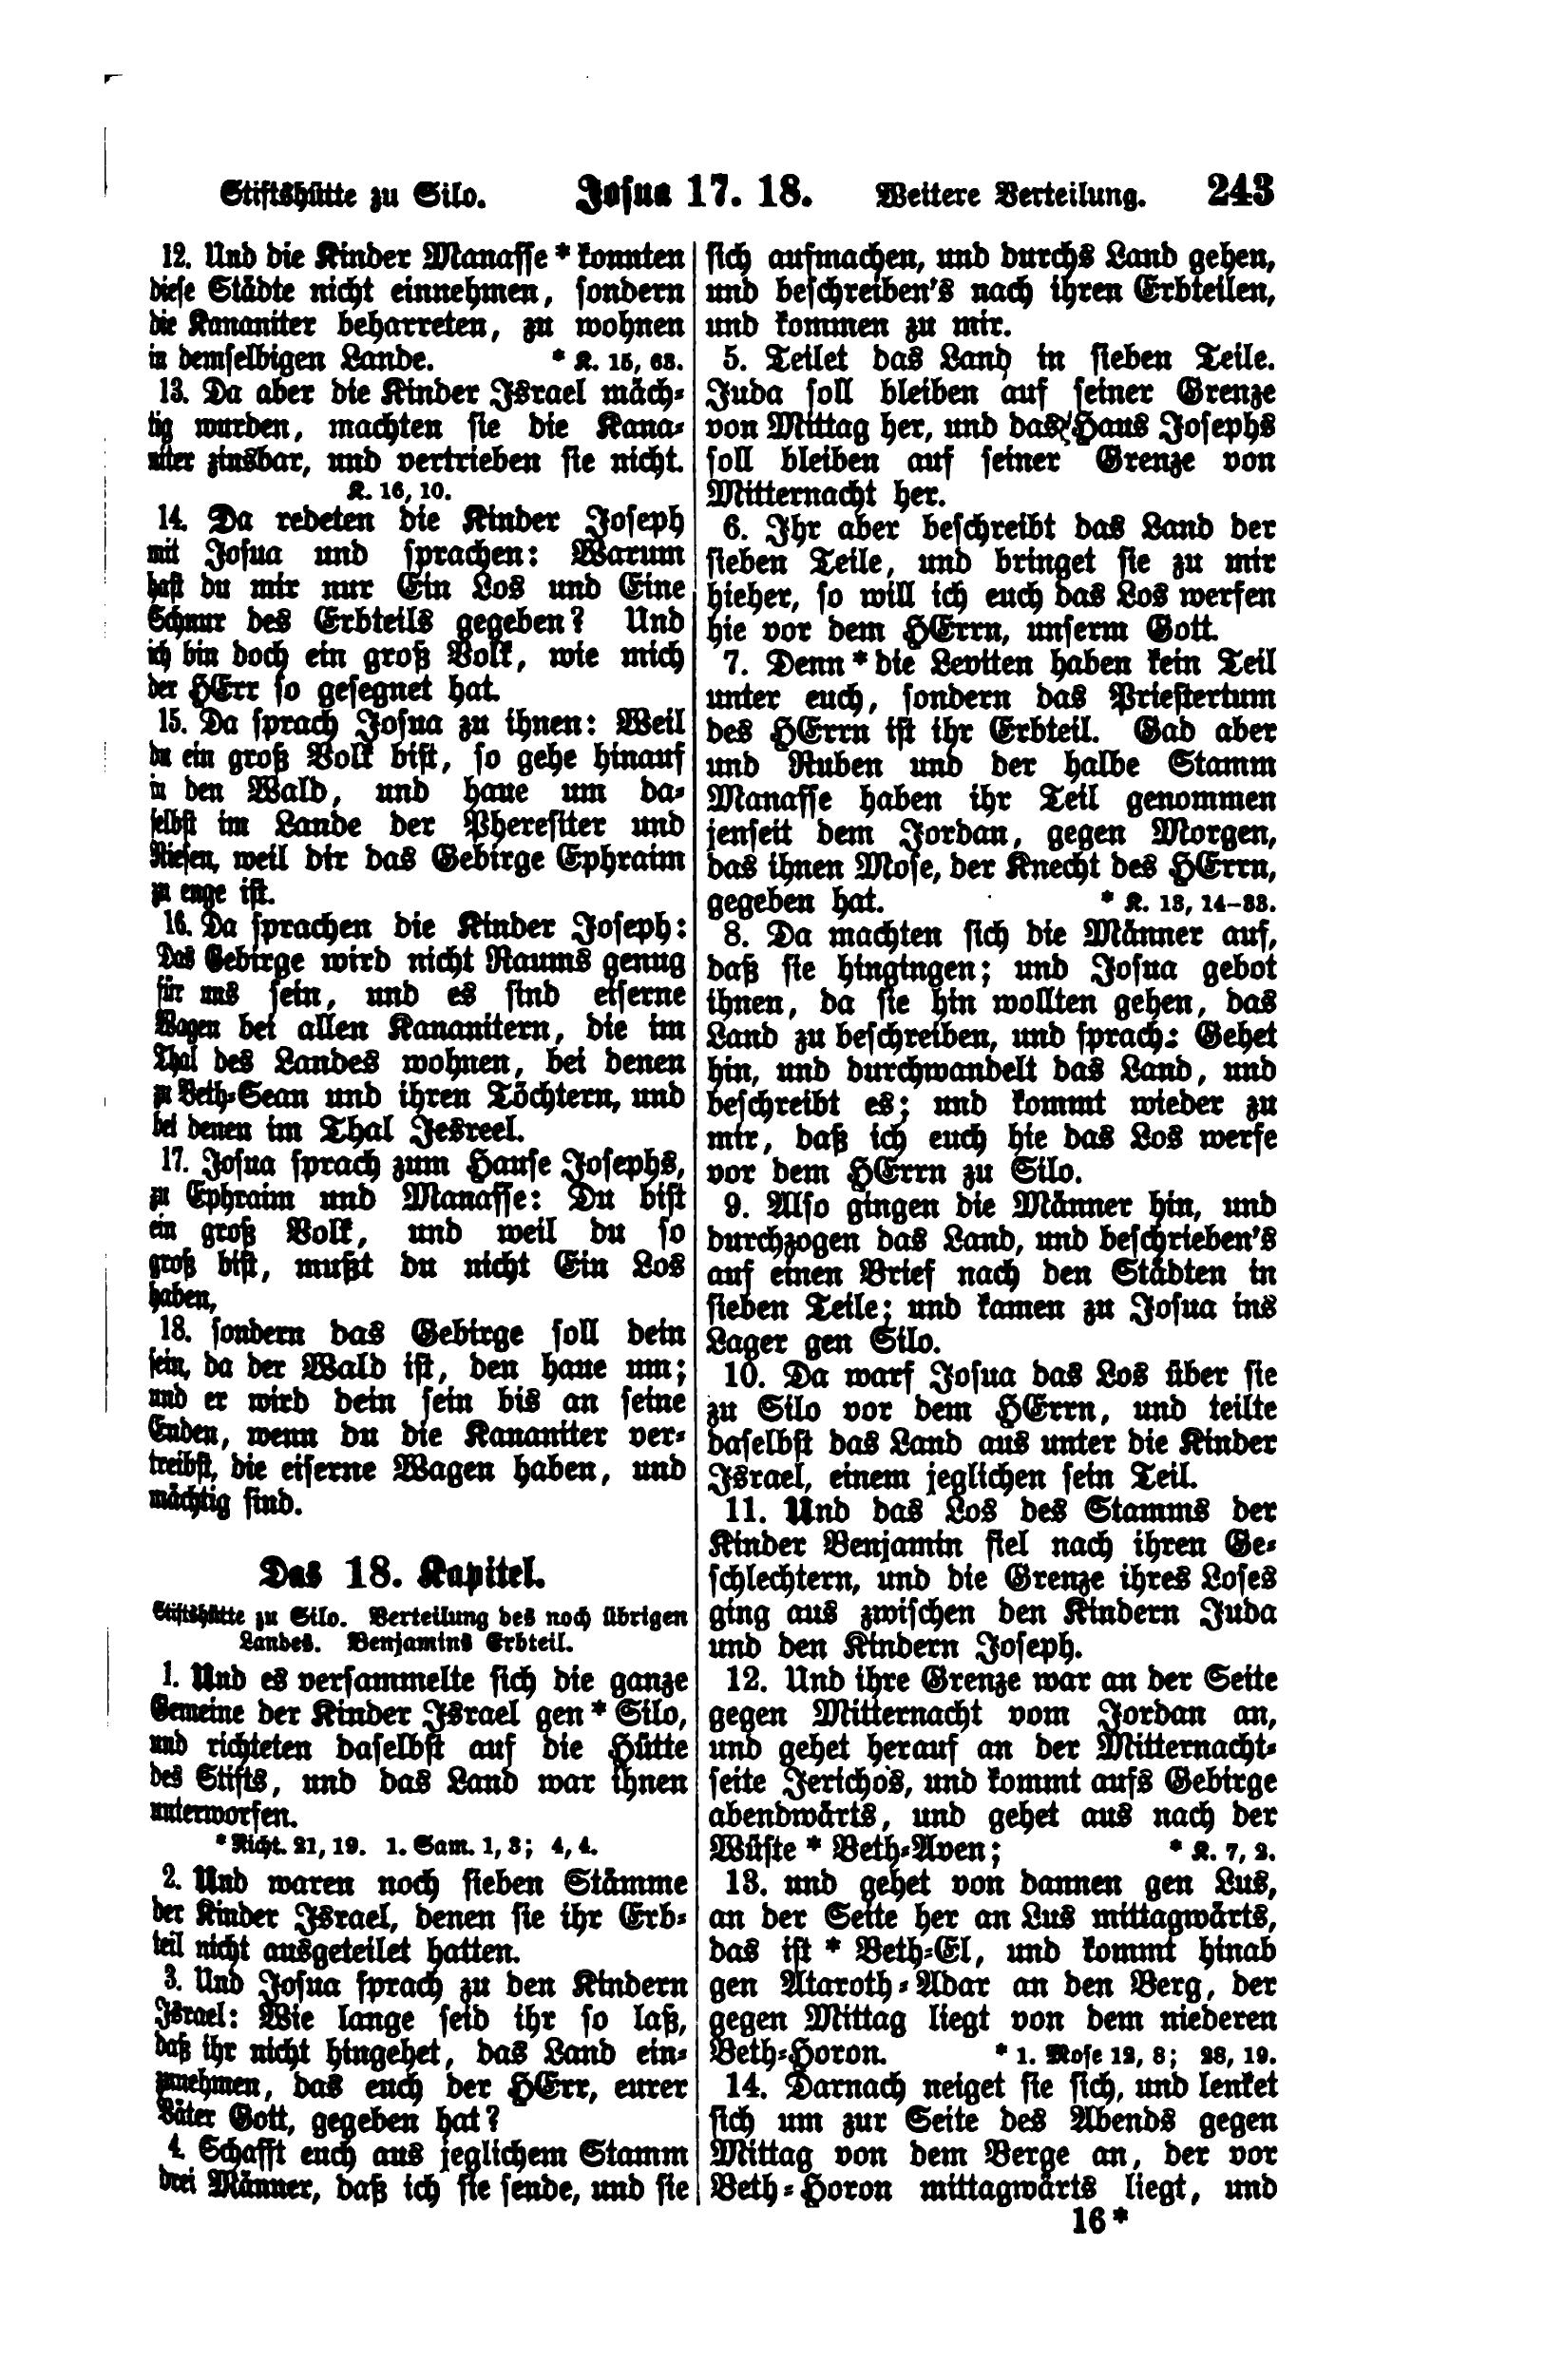 Stiftshütte zu Silo. Josua 17. 18. Weitere Verteilung. 243
12. Und die Kinder Manasse * konnten
diese Städte nicht einnehmen, sondern
die Kananiter beharreten, zu wohnen
in demselbigen Lande. * K. 15, 63.
13. Da aber die Kinder Israel mäch-
tig wurden, machten sie die Kana-
niter zinsbar, und vertrieben sie nicht.
K. 16, 10.
14. Da redeten die Kinder Joseph
mit Josua und sprachen: Warum
hast du mir nur Ein Los und Eine
Schnur des Erbteils gegeben? Und
ich bin doch ein groß Volk, wie mich
der HErr so gesegnet hat.
15. Da sprach Josua zu ihnen: Weil
du ein groß Volk bist, so gehe hinauf
in den Wald, und haue um da-
selbst im Lande der Pheresiter und
Riesen, weil dir das Gebirge Ephraim
zu enge ist.
16. Da sprachen die Kinder Joseph:
Das Gebirge wird nicht Raums genug
für uns sein, und es sind eiserne
Wagen bei allen Kananitern, die im
Thal des Landes wohnen, bei denen
zu Beth-Sean und ihren Töchtern, und
bei denen im Thal Jesreel.
17. Josua sprach zum Hause Josephs,
zu Ephraim und Manasse: Du bist
ein groß Volk, und weil du so
groß bist, mußt du nicht Ein Los
haben,
18. sondern das Gebirge soll dein
sein, da der Wald ist, den haue um;
und er wird dein sein bis an seine
Enden, wenn du die Kananiter ver-
treibst, die eiserne Wagen haben, und
mächtig sind.
Das 18. Kapitel.
Stiftshütte zu Silo. Verteilung des noch übrigen
Landes. Benjamins Erbteil.
1. Und es versammelte sich die ganze
Gemeine der Kinder Israel gen * Silo,
und richteten daselbst auf die Hütte
des Stifts, und das Land war ihnen
unterworfen.
* Richt. 21, 19. 1. Sam. 1, 3; 4, 4.
2. Und waren noch sieben Stämme
der Kinder Israel, denen sie ihr Erb-
teil nicht ausgeteilet hatten.
3. Und Josua sprach zu den Kindern
Israel: Wie lange seid ihr so laß,
daß ihr nicht hingehet, das Land ein-
zunehmen, das euch der HErr, eurer
Väter Gott, gegeben hat?
4. Schafft euch aus jeglichem Stamm
drei Männer, daß ich sie sende, und sie
sich aufmachen, und durchs Land gehen,
und beschreiben's nach ihren Erbteilen,
und kommen zu mir.
5. Teilet das Land in sieben Teile.
Juda soll bleiben auf seiner Grenze
von Mittag her, und das Haus Josephs
soll bleiben auf seiner Grenze von
Mitternacht her.
6. Ihr aber beschreibt das Land der
sieben Teile, und bringet sie zu mir
hieher, so will ich euch das Los werfen
hie vor dem HErrn, unserm Gott.
7. Denn * die Leviten haben kein Teil
unter euch, sondern das Priestertum
des HErrn ist ihr Erbteil. Gad aber
und Ruben und der halbe Stamm
Manasse haben ihr Teil genommen
jenseit dem Jordan, gegen Morgen,
das ihnen Mose, der Knecht des HErrn,
gegeben hat. * K. 13, 14-33.
8. Da machten sich die Männer auf,
daß sie hingingen; und Josua gebot
ihnen, da sie hin wollten gehen, das
Land zu beschreiben, und sprach: Gehet
hin, und durchwandelt das Land, und
beschreibt es; und kommt wieder zu
mir, daß ich euch hie das Los werfe
vor dem HErrn zu Silo.
9. Also gingen die Männer hin, und
durchzogen das Land, und beschrieben's
auf einen Brief nach den Städten in
sieben Teile; und kamen zu Josua ins
Lager gen Silo.
10. Da warf Josua das Los über sie
zu Silo vor dem HErrn, und teilte
daselbst das Land aus unter die Kinder
Israel, einem jeglichen sein Teil.
11. Und das Los des Stamms der
Kinder Benjamin fiel nach ihren Ge-
schlechtern, und die Grenze ihres Loses
ging aus zwischen den Kindern Juda
und den Kindern Joseph.
12. Und ihre Grenze war an der Seite
gegen Mitternacht vom Jordan an,
und gehet herauf an der Mitternacht-
seite Jerichos, und kommt aufs Gebirge
abendwärts, und gehet aus nach der
Wüste * Beth-Aven; * K. 7, 2.
13. und gehet von dannen gen Lus,
an der Seite her an Lus mittagwärts,
das ist * Beth-El, und kommt hinab
gen Ataroth-Adar an den Berg, der
gegen Mittag liegt von dem niederen
Beth-Horon. * 1. Mose 12, 8; 28, 19.
14. Darnach neiget sie sich, und lenket
sich um zur Seite des Abends gegen
Mittag von dem Berge an, der vor
Beth-Horon mittagwärts liegt, und
16*